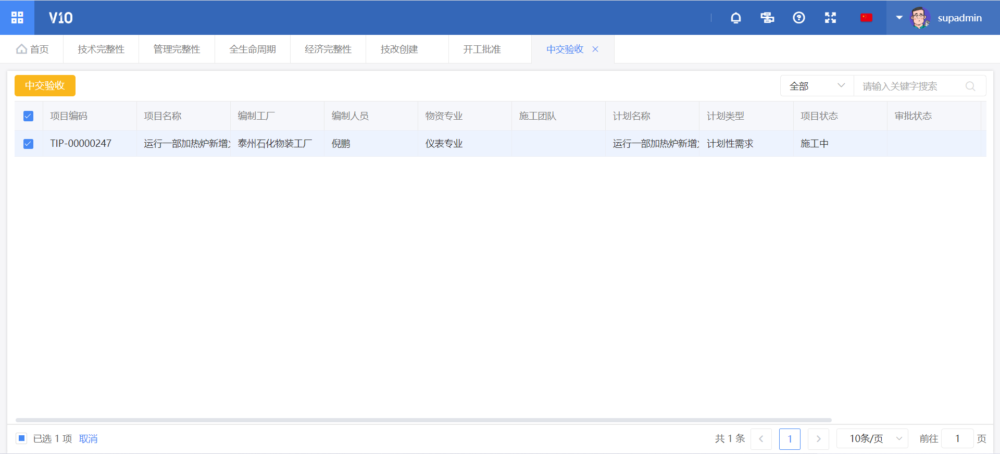 V10
supadmin
首页 技术完整性 管理完整性 全生命周期 经济完整性 技改创建 开工批准 中交验收
中交验收
全部 请输入关键字搜索
项目编码 项目名称 编制工厂 编制人员 物资专业 施工团队 计划名称 计划类型 项目状态 审批状态
TIP-00000247 运行一部加热炉新增 泰州石化物装工厂 倪鹏 仪表专业 运行一部加热炉新增 计划性需求 施工中
已选 1 项 取消 共 1 条 1 10条/页 前往 1 页